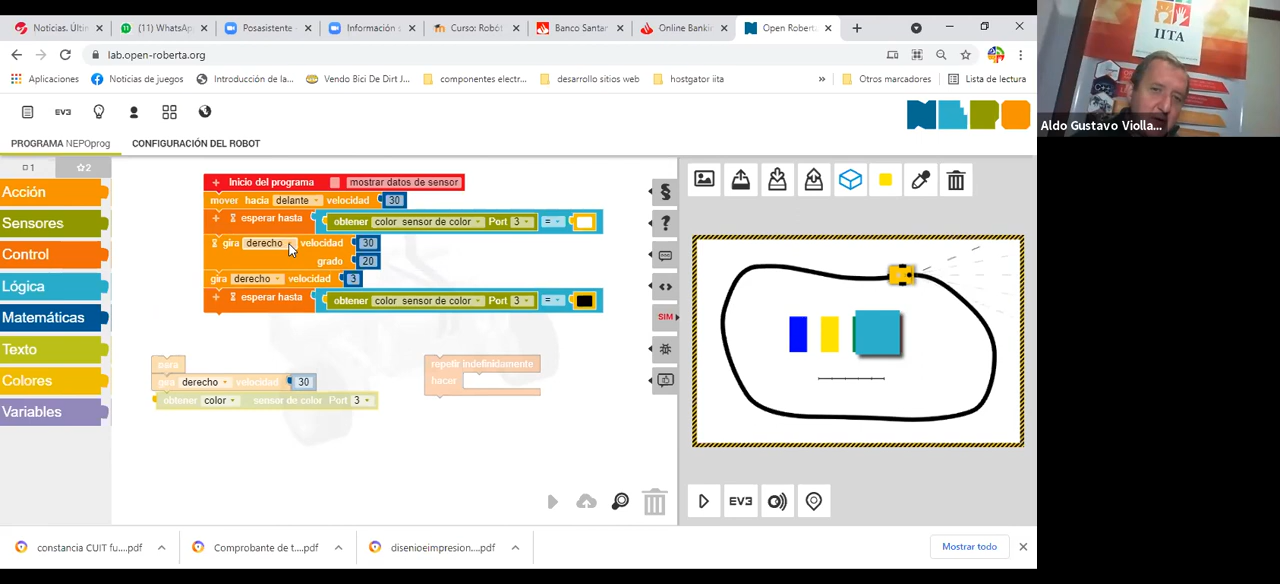 Noticias. Últin
(11) WhatsAp
Posasistente -
Información :
Curso: Robót
Banco Santar
Online Bankin
Open Roberta
lab.open-roberta.org
Aplicaciones
Noticias de juegos
Introducción de la...
Vendo Bici De Dirt J...
componentes electr...
desarrollo sitios web
hostgator iita
»
Otros marcadores
Lista de lectura
EV3
PROGRAMA NEPOprog
CONFIGURACIÓN DEL ROBOT
1
2
Acción
Sensores
Control
Lógica
Matemáticas
Texto
Colores
Variables
+ Inicio del programa mostrar datos de sensor
mover hacia delante velocidad 30
+ esperar hasta obtener color sensor de color Port 3 =
gira derecho velocidad 30
grado 20
gira derecho velocidad 3
+ esperar hasta obtener color sensor de color Port 3 =
para
gira derecho velocidad 30
obtener color sensor de color Port 3
repetir indefinidamente
hacer
§
?
SIM
EV3
constancia CUIT fu....pdf
Comprobante de t....pdf
disenioeimpresion....pdf
Mostrar todo
IITA
Aldo Gustavo Violla...